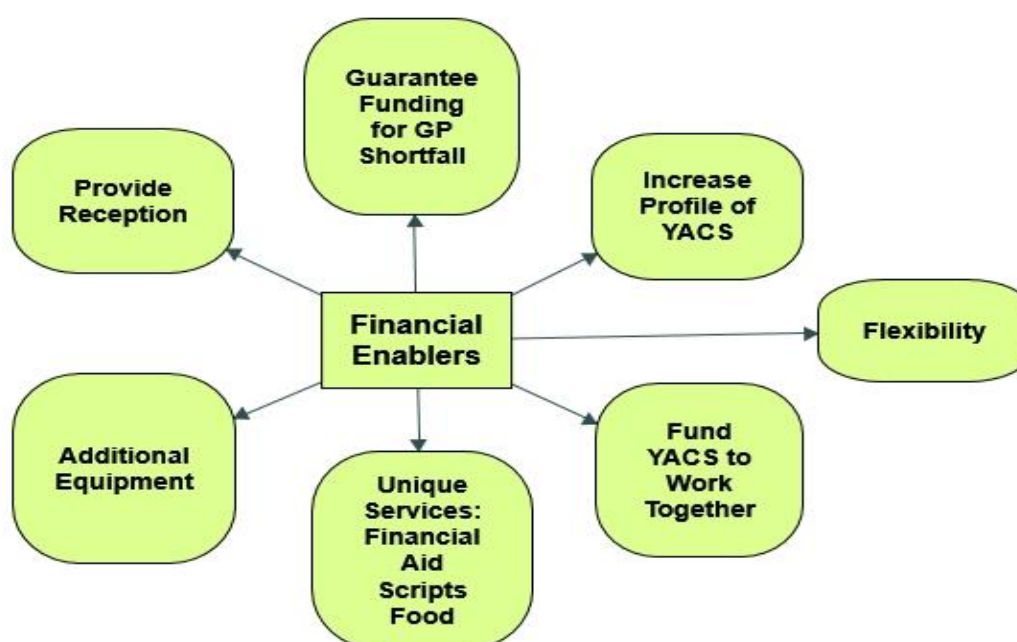 Guarantee
Funding
for GP
Shortfall
Provide
Reception
Increase
Profile of
YACS
Financial
Enablers
Flexibility
Additional
Equipment
Unique
Services:
Financial
Aid
Scripts
Food
Fund
YACS to
Work
Together